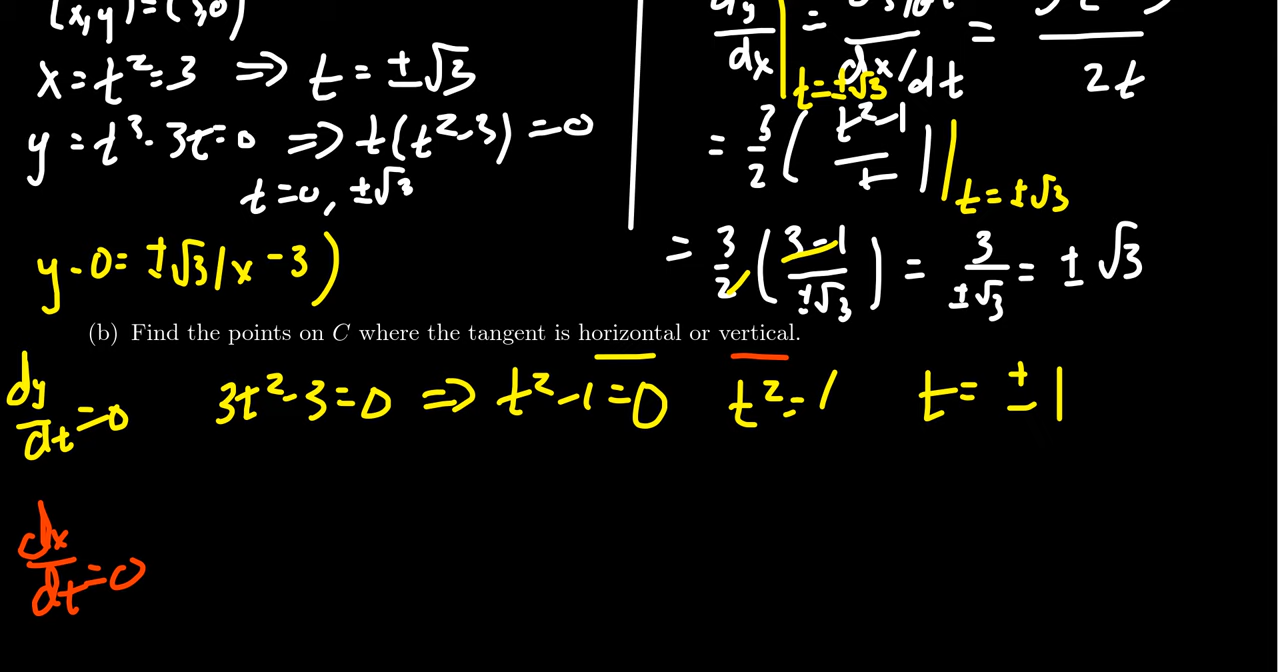 (x, y) = (3, 0)
x = t² = 3 ⟹ t = ±√3
y = t³ - 3t = 0 ⟹ t(t² - 3) = 0
t = 0, ±√3
y - 0 = ±√3(x - 3)
dy/dx |t=±√3 = /dx/dt = /2t
= 3/2 (t²-1/t)|t=±√3
= 3/2 (3-1/±√3) = 3/±√3 = ±√3
(b) Find the points on C where the tangent is horizontal or vertical.
dy/dt = 0 3t² - 3 = 0 ⟹ t² - 1 = 0 t² = 1 t = ±1
dx/dt = 0